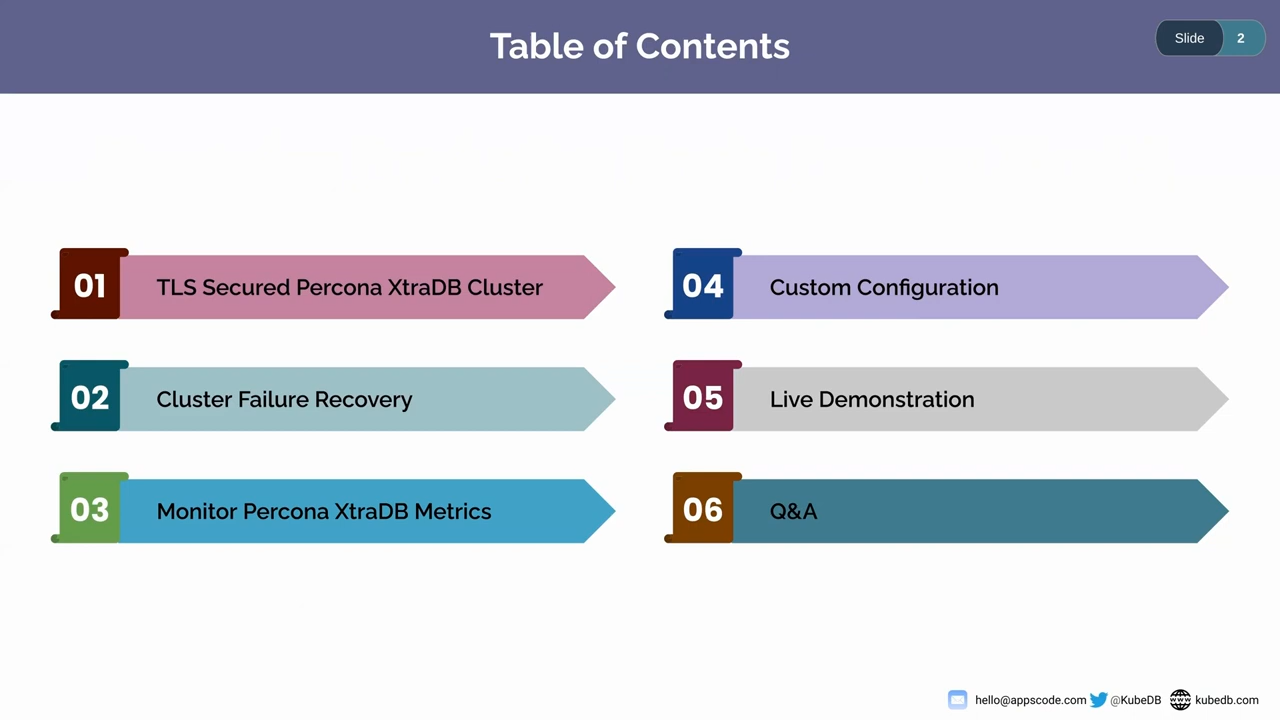 Table of Contents
Slide 2
01 TLS Secured Percona XtraDB Cluster
02 Cluster Failure Recovery
03 Monitor Percona XtraDB Metrics
04 Custom Configuration
05 Live Demonstration
06 Q&A
hello@appscode.com @KubeDB www kubedb.com